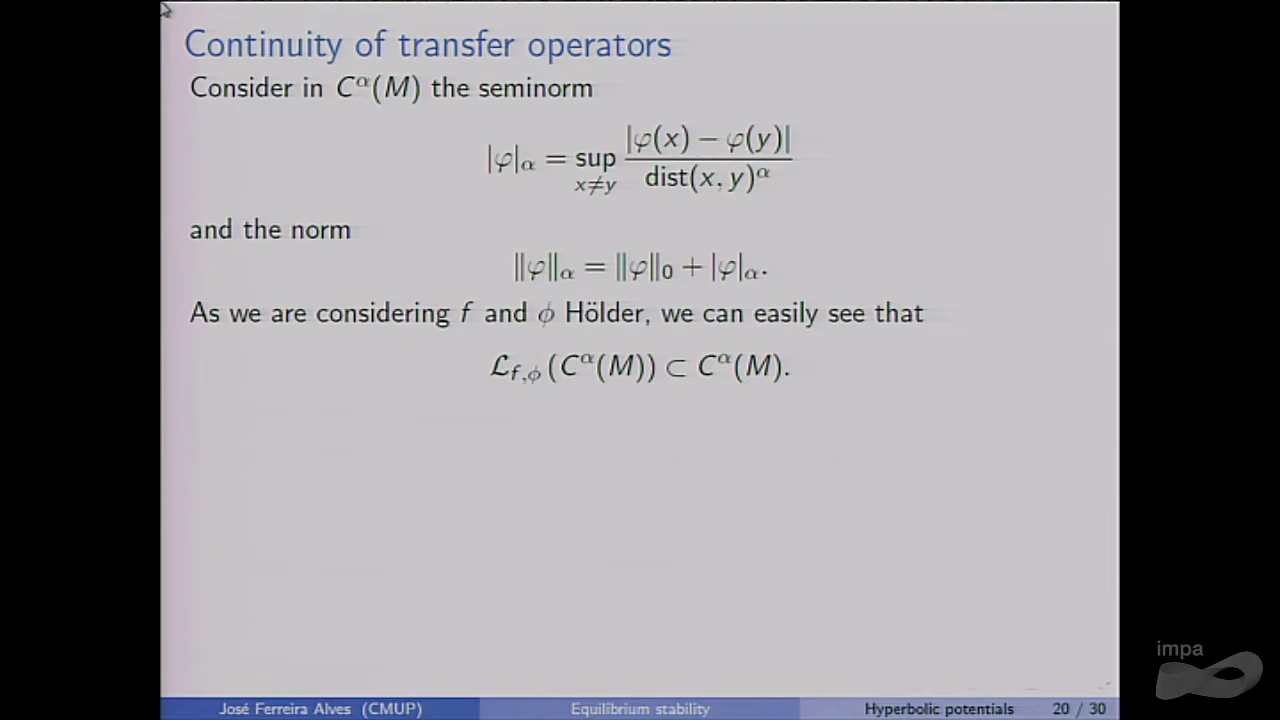 Continuity of transfer operators
Consider in C^α(M) the seminorm
|φ|_α = sup_{x≠y} |φ(x) − φ(y)| / dist(x, y)^α
and the norm
‖φ‖_α = ‖φ‖_0 + |φ|_α.
As we are considering f and ϕ Hölder, we can easily see that
ℒ_{f,ϕ}(C^α(M)) ⊂ C^α(M).
impa
José Ferreira Alves (CMUP) Equilibrium stability Hyperbolic potentials 20 / 30